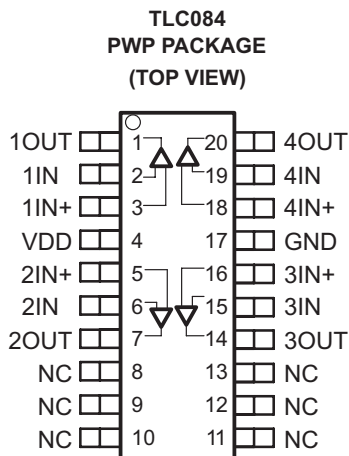 TLC084
PWP PACKAGE
(TOP VIEW)
1OUT 1 20 4OUT
1IN 2 19 4IN
1IN+ 3 18 4IN+
VDD 4 17 GND
2IN+ 5 16 3IN+
2IN 6 15 3IN
2OUT 7 14 3OUT
NC 8 13 NC
NC 9 12 NC
NC 10 11 NC